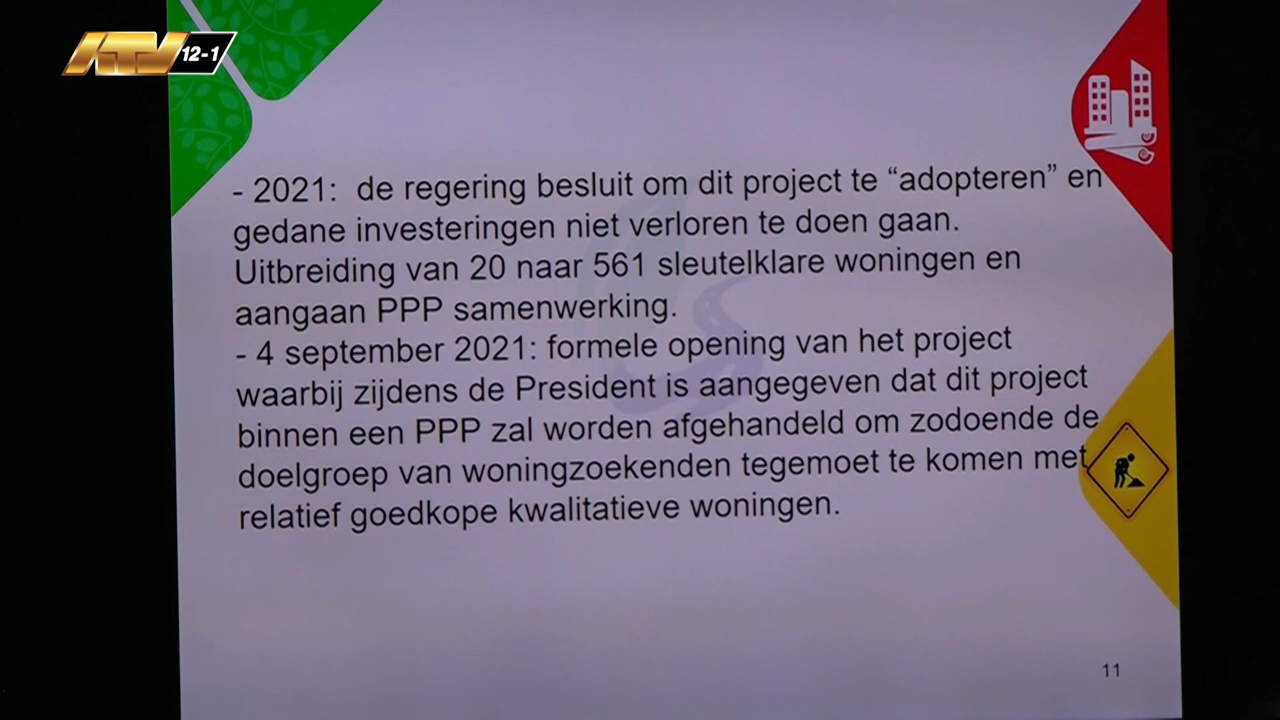 ATV 12-1
- 2021: de regering besluit om dit project te “adopteren” en
gedane investeringen niet verloren te doen gaan.
Uitbreiding van 20 naar 561 sleutelklare woningen en
aangaan PPP samenwerking.
- 4 september 2021: formele opening van het project
waarbij zijdens de President is aangegeven dat dit project
binnen een PPP zal worden afgehandeld om zodoende de
doelgroep van woningzoekenden tegemoet te komen met
relatief goedkope kwalitatieve woningen.
11